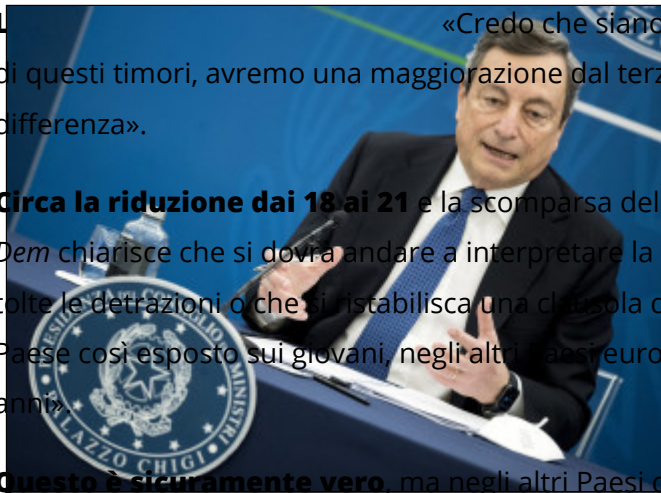 L «Credo che siano
di questi timori, avremo una maggiorazione dal terz
differenza».
Circa la riduzione dai 18 ai 21 e la scomparsa del
Dem chiarisce che si dovrà andare a interpretare la
tolte le detrazioni o che si ristabilisca una clausola d
Paese così esposto sui giovani, negli altri Paesi euro
anni».
Questo è sicuramente vero, ma negli altri Paesi
PALAZZO CHIGI